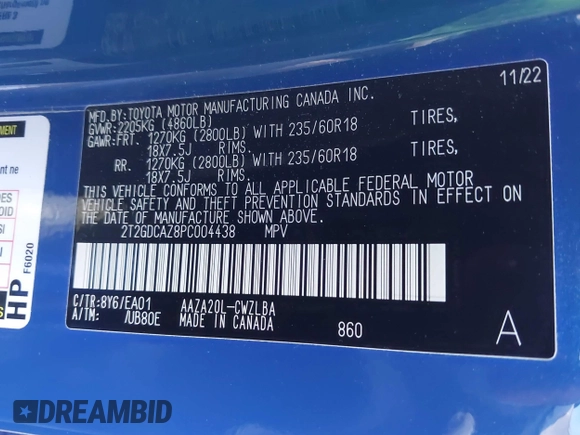 11/22
MFD.BY:TOYOTA MOTOR MANUFACTURING CANADA INC.
GVWR:2205KG (4860LB)
GAWR:FRT. 1270KG (2800LB) WITH 235/60R18 TIRES,
18X7.5J RIMS.
RR. 1270KG (2800LB) WITH 235/60R18 TIRES,
18X7.5J RIMS.
THIS VEHICLE CONFORMS TO ALL APPLICABLE FEDERAL MOTOR
VEHICLE SAFETY AND THEFT PREVENTION STANDARDS IN EFFECT ON
THE DATE OF MANUFACTURE SHOWN ABOVE.
2T2GDCAZ8PC004438 MPV
C/TR:8Y6/EA01 AAZA20L-CWZLBA
A/TM: /UB80E MADE IN CANADA 860 A
HP F6020
DREAMBID